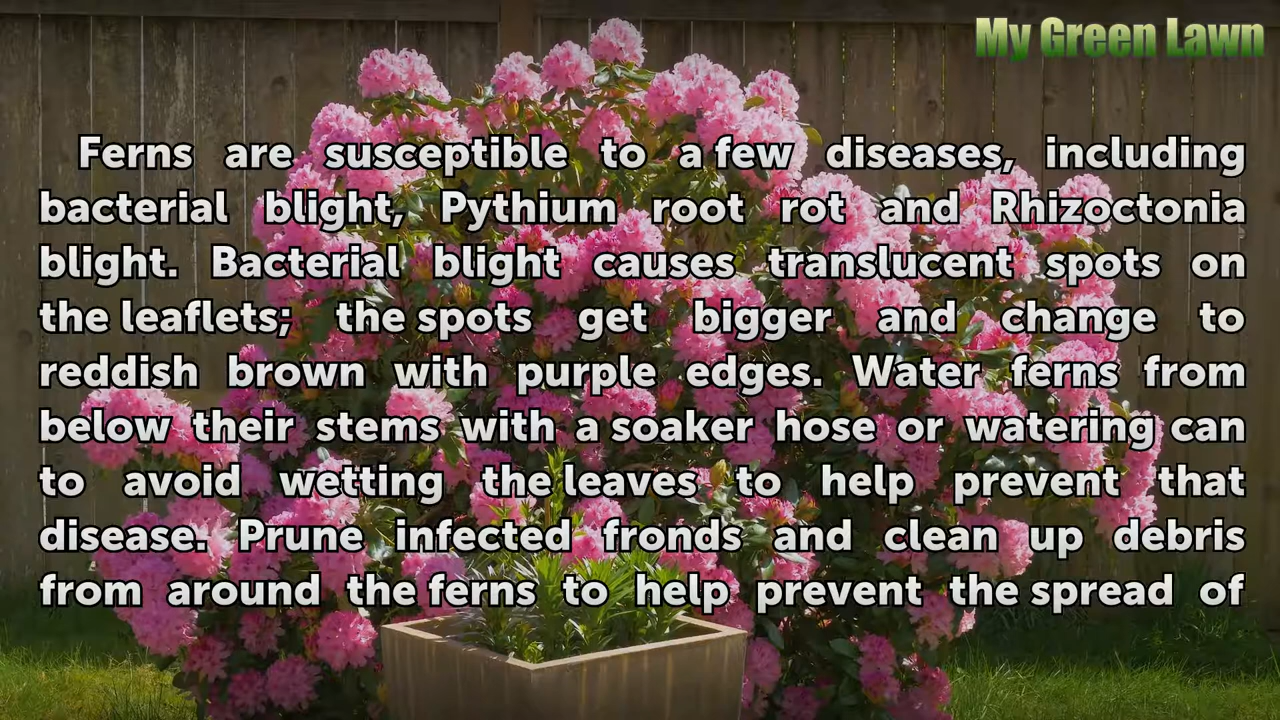 My Green Lawn
Ferns are susceptible to a few diseases, including
bacterial blight, Pythium root rot and Rhizoctonia
blight. Bacterial blight causes translucent spots on
the leaflets; the spots get bigger and change to
reddish brown with purple edges. Water ferns from
below their stems with a soaker hose or watering can
to avoid wetting the leaves to help prevent that
disease. Prune infected fronds and clean up debris
from around the ferns to help prevent the spread of